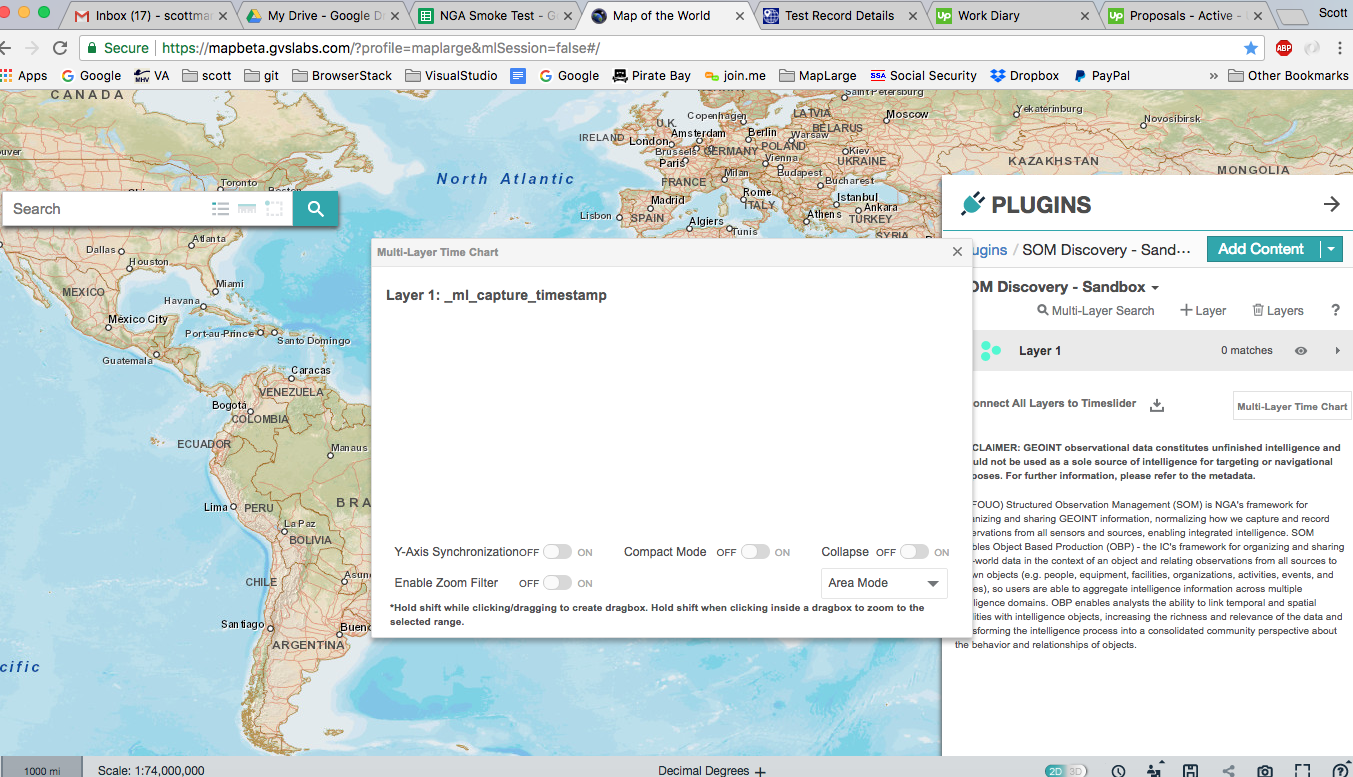 Inbox (17) - scottmar
My Drive - Google Dr
NGA Smoke Test - Go
Map of the World
Test Record Details
Work Diary
Proposals - Active -
Scott
Secure
https://mapbeta.gvslabs.com/?profile=maplarge&mlSession=false#/
ABP
Apps
Google
MHV
VA
scott
git
BrowserStack
VisualStudio
Google
Pirate Bay
join.me
MapLarge
SSA
Social Security
Dropbox
PayPal
»
Other Bookmarks
CANADA
Toronto
Search
Dallas
Atlanta
Houston
Miami
MEXICO
Havana
México City
Port-au-Prince
Santo Domingo
Guatemala
Caracas
VENEZUELA
Bogotá
COLOMBIA
ECUADOR
Manaus
Lima
PERU
BRA
La Paz
BOLIVIA
CHILE
Asun
Santiago
Buen
ARGENTINA
cific
North Atlantic
Saint Petersburg
Copenhagen
LATVIA
Moscow
Yekaterinburg
Novosibirsk
U.K.
IRELAND
Amsterdam
Berlin
BELARUS
London
Warsaw
Brussels
GERMANY
POLAND
Kiev
Paris
Vienna
UKRAINE
KAZAKHSTAN
MONGOLIA
FRANCE
Milan
Budapest
Bucharest
Madrid
Rome
Istanbul
Lisbon
SPAIN
ITALY
Ankara
Athens
TURKEY
Algiers
Tunis
SYRIA
PLUGINS
ugins / SOM Discovery - Sand...
Add Content
OM Discovery - Sandbox
Multi-Layer Search
Layer
Layers
?
Layer 1
0 matches
onnect All Layers to Timeslider
Multi-Layer Time Chart
CLAIMER: GEOINT observational data constitutes unfinished intelligence and
uld not be used as a sole source of intelligence for targeting or navigational
poses. For further information, please refer to the metadata.
FOUO) Structured Observation Management (SOM) is NGA's framework for
anizing and sharing GEOINT information, normalizing how we capture and record
ervations from all sensors and sources, enabling integrated intelligence. SOM
bles Object Based Production (OBP) - the IC's framework for organizing and sharing
-world data in the context of an object and relating observations from all sources to
wn objects (e.g. people, equipment, facilities, organizations, activities, events, and
es), so users are able to aggregate intelligence information across multiple
lligence domains. OBP enables analysts the ability to link temporal and spatial
lities with intelligence objects, increasing the richness and relevance of the data and
nsforming the intelligence process into a consolidated community perspective about
the behavior and relationships of objects.
Multi-Layer Time Chart
Layer 1: _ml_capture_timestamp
Y-Axis Synchronization OFF ON
Compact Mode OFF ON
Collapse OFF ON
Enable Zoom Filter OFF ON
Area Mode
*Hold shift while clicking/dragging to create dragbox. Hold shift when clicking inside a dragbox to zoom to the
selected range.
1000 mi
Scale: 1:74,000,000
Decimal Degrees
2D 3D